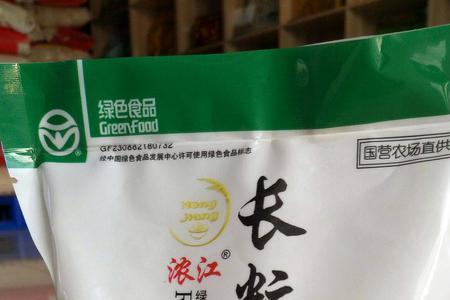 绿色食品
GreenFood
GF230882180732
经中国绿色食品发展中心许可使用绿色食品标志
国营农场直供
Nong
Jiang
浓江®
长粒
绿